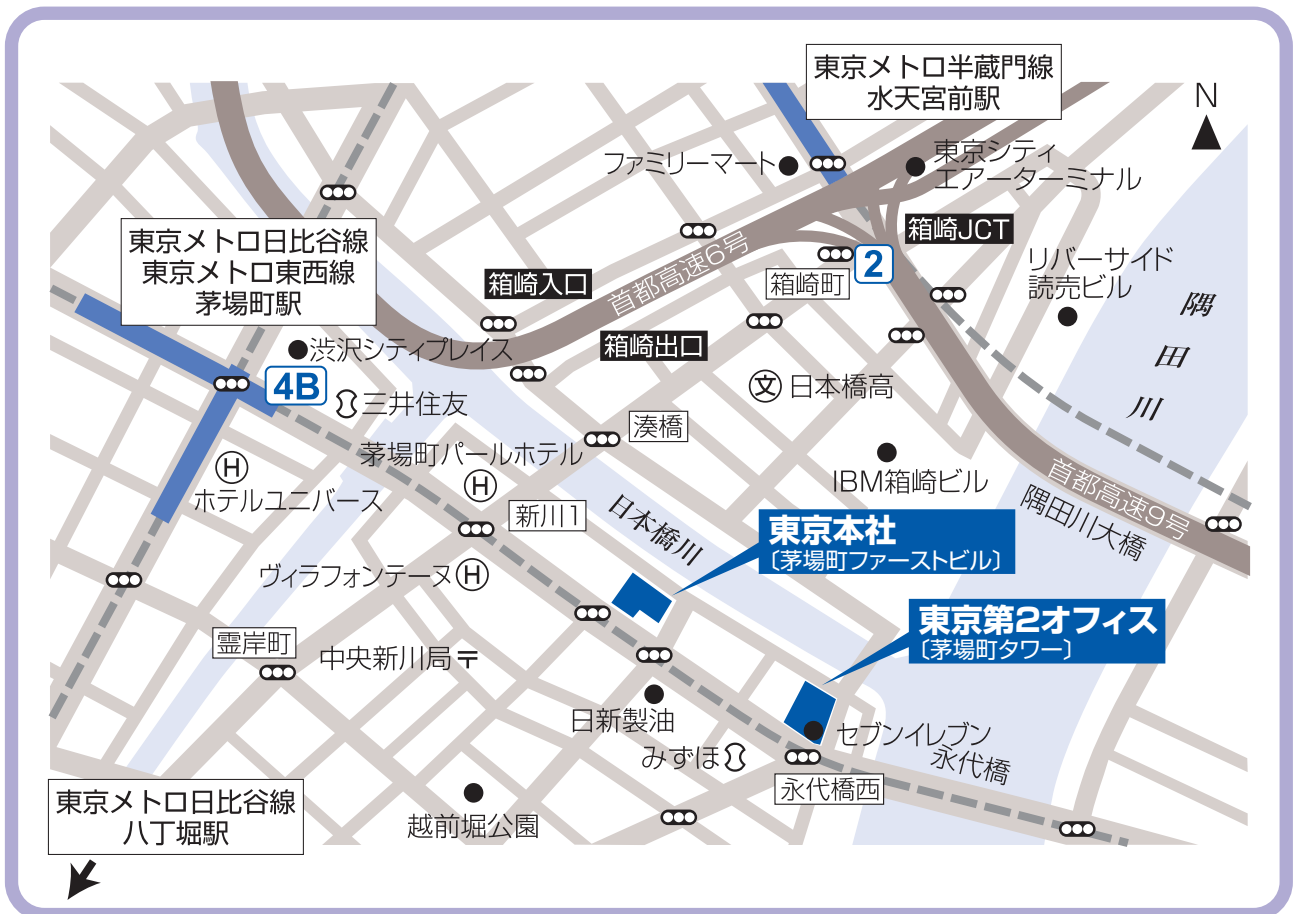 東京メトロ半蔵門線
水天宮前駅
N
ファミリーマート
東京シティ
エアーターミナル
東京メトロ日比谷線
東京メトロ東西線
茅場町駅
箱崎JCT
首都高速6号
2
箱崎町
リバーサイド
読売ビル
箱崎入口
隅田川
箱崎出口
渋沢シティプレイス
4B
三井住友
文
日本橋高
湊橋
茅場町パールホテル
H
H
ホテルユニバース
IBM箱崎ビル
首都高速9号
隅田川大橋
新川1
日本橋川
東京本社
〔茅場町ファーストビル〕
ヴィラフォンテーヌ
H
東京第2オフィス
〔茅場町タワー〕
霊岸町
中央新川局〒
日新製油
セブンイレブン
みずほ
永代橋
永代橋西
東京メトロ日比谷線
八丁堀駅
越前堀公園